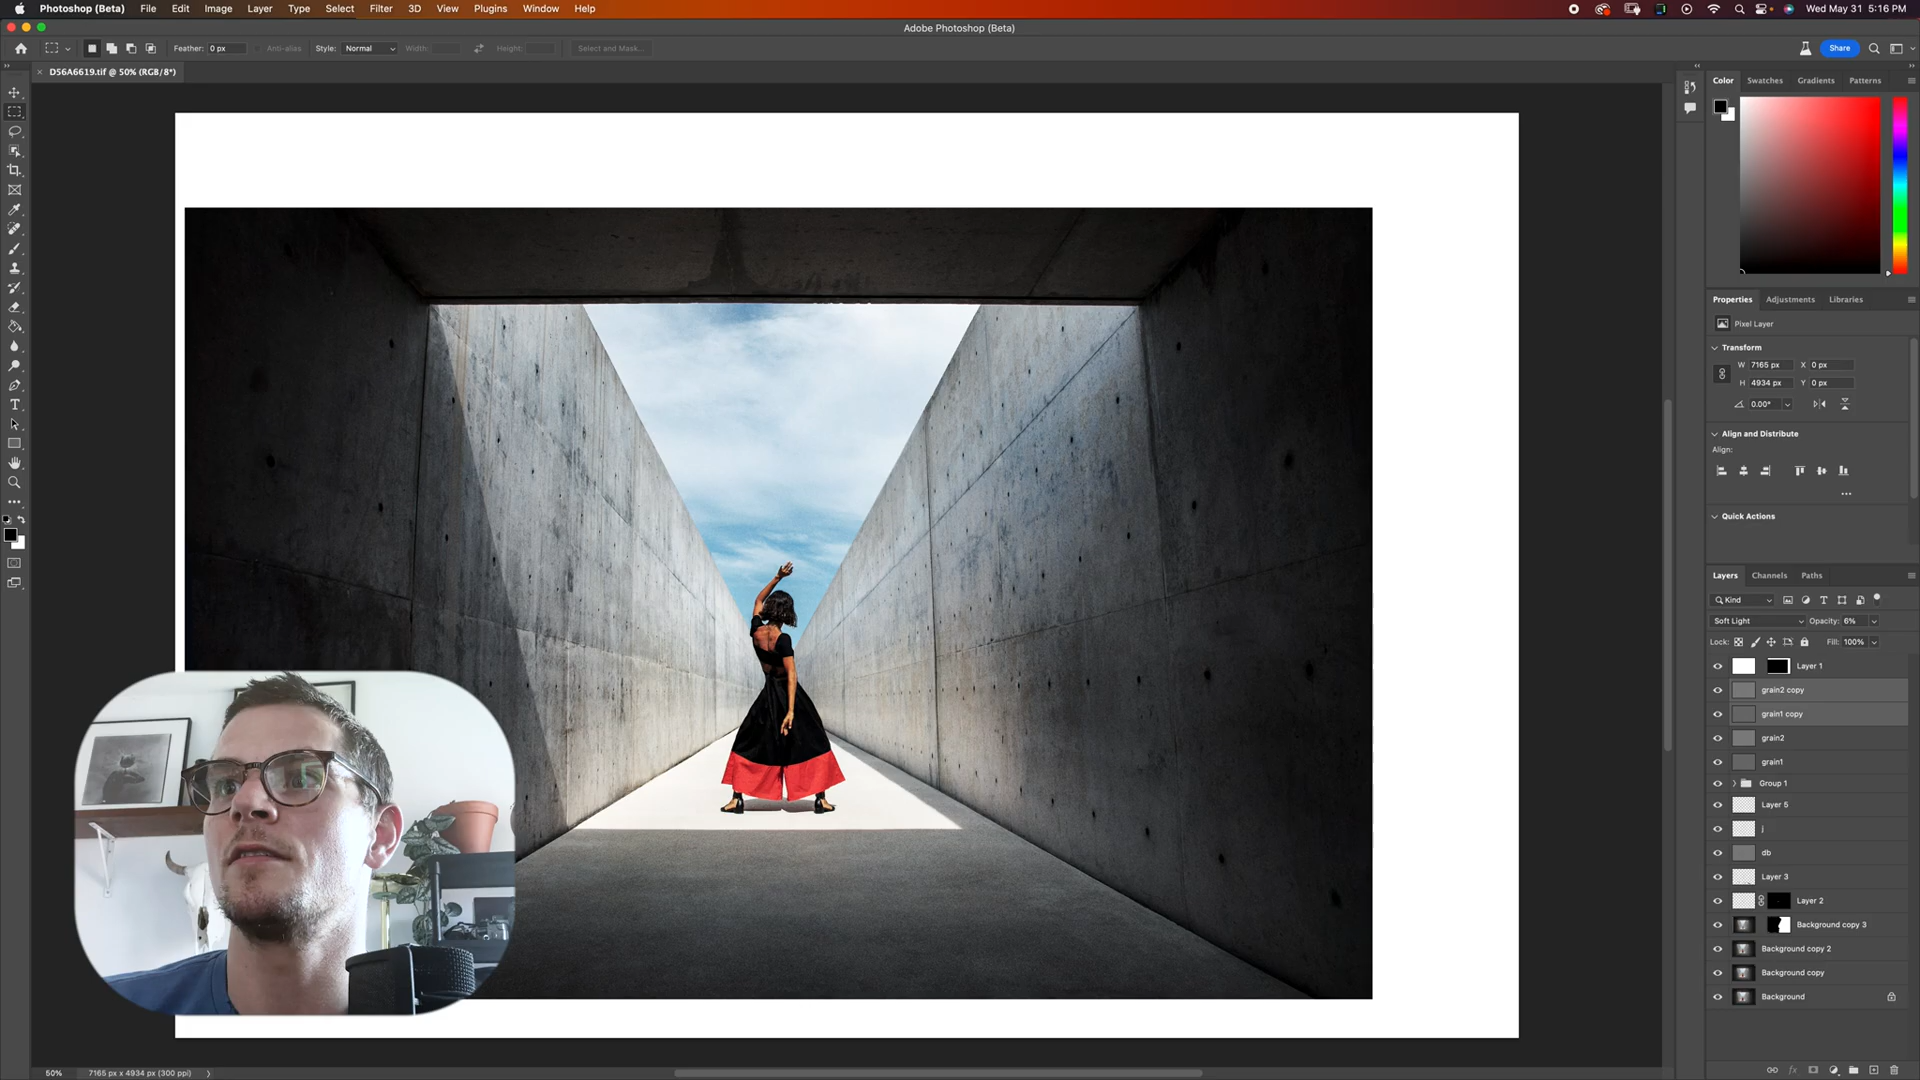 Photoshop (Beta) File Edit Image Layer Type Select Filter 3D View Plugins Window Help Wed May 31 5:16 PM
Adobe Photoshop (Beta)
Feather: 0 px Anti-alias Style: Normal Width: Height: Select and Mask... Share
D56A6619.tif @ 50% (RGB/8*)
Color Swatches Gradients Patterns
Properties Adjustments Libraries
Pixel Layer
Transform
W 7165 px X 0 px
H 4934 px Y 0 px
0.00°
Align and Distribute
Align:
Quick Actions
Layers Channels Paths
Kind
Soft Light Opacity: 6%
Lock: Fill: 100%
Layer 1
grain2 copy
grain1 copy
grain2
grain1
Group 1
Layer 5
j
db
Layer 3
Layer 2
Background copy 3
Background copy 2
Background copy
Background
50% 7165 px x 4934 px (300 ppi)